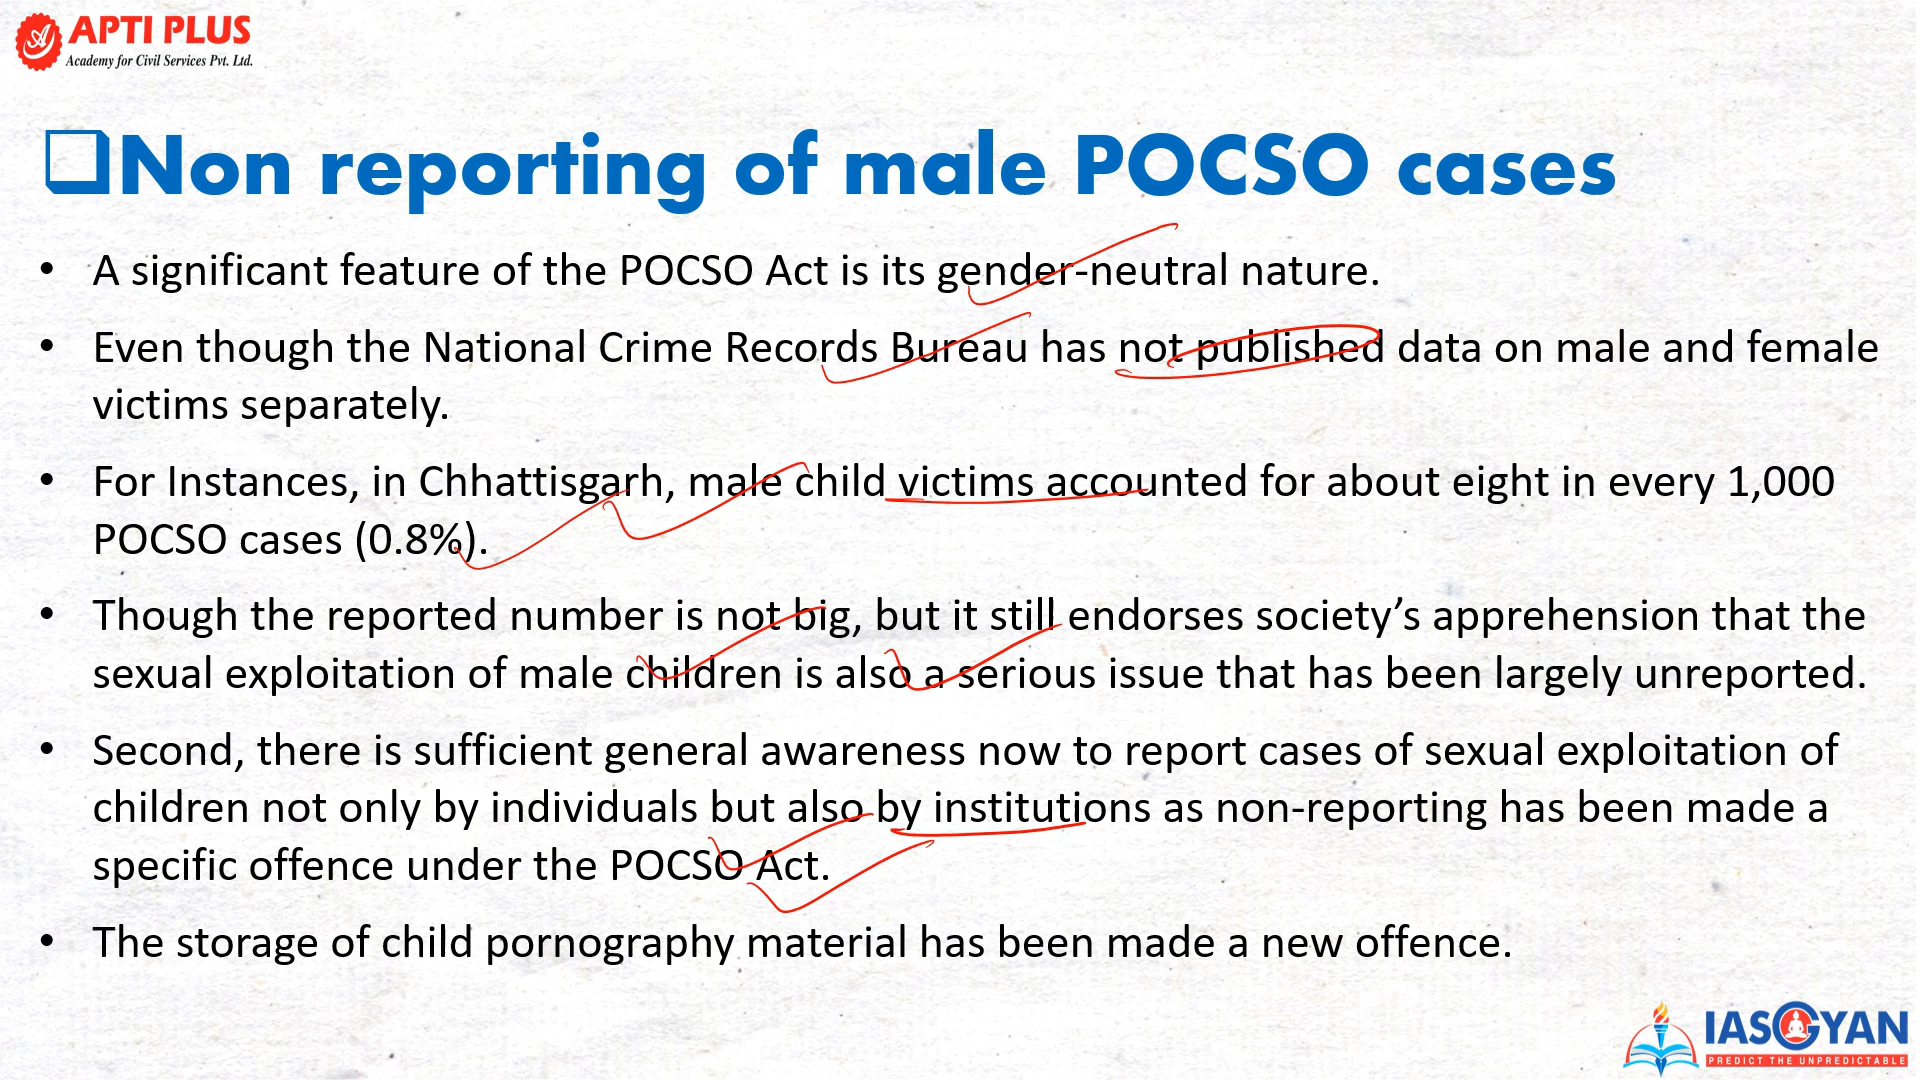 APTI PLUS
Academy for Civil Services Pvt. Ltd.
Non reporting of male POCSO cases
• A significant feature of the POCSO Act is its gender-neutral nature.
• Even though the National Crime Records Bureau has not published data on male and female
victims separately.
• For Instances, in Chhattisgarh, male child victims accounted for about eight in every 1,000
POCSO cases (0.8%).
• Though the reported number is not big, but it still endorses society’s apprehension that the
sexual exploitation of male children is also a serious issue that has been largely unreported.
• Second, there is sufficient general awareness now to report cases of sexual exploitation of
children not only by individuals but also by institutions as non-reporting has been made a
specific offence under the POCSO Act.
• The storage of child pornography material has been made a new offence.
IASGYAN
PREDICT THE UNPREDICTABLE